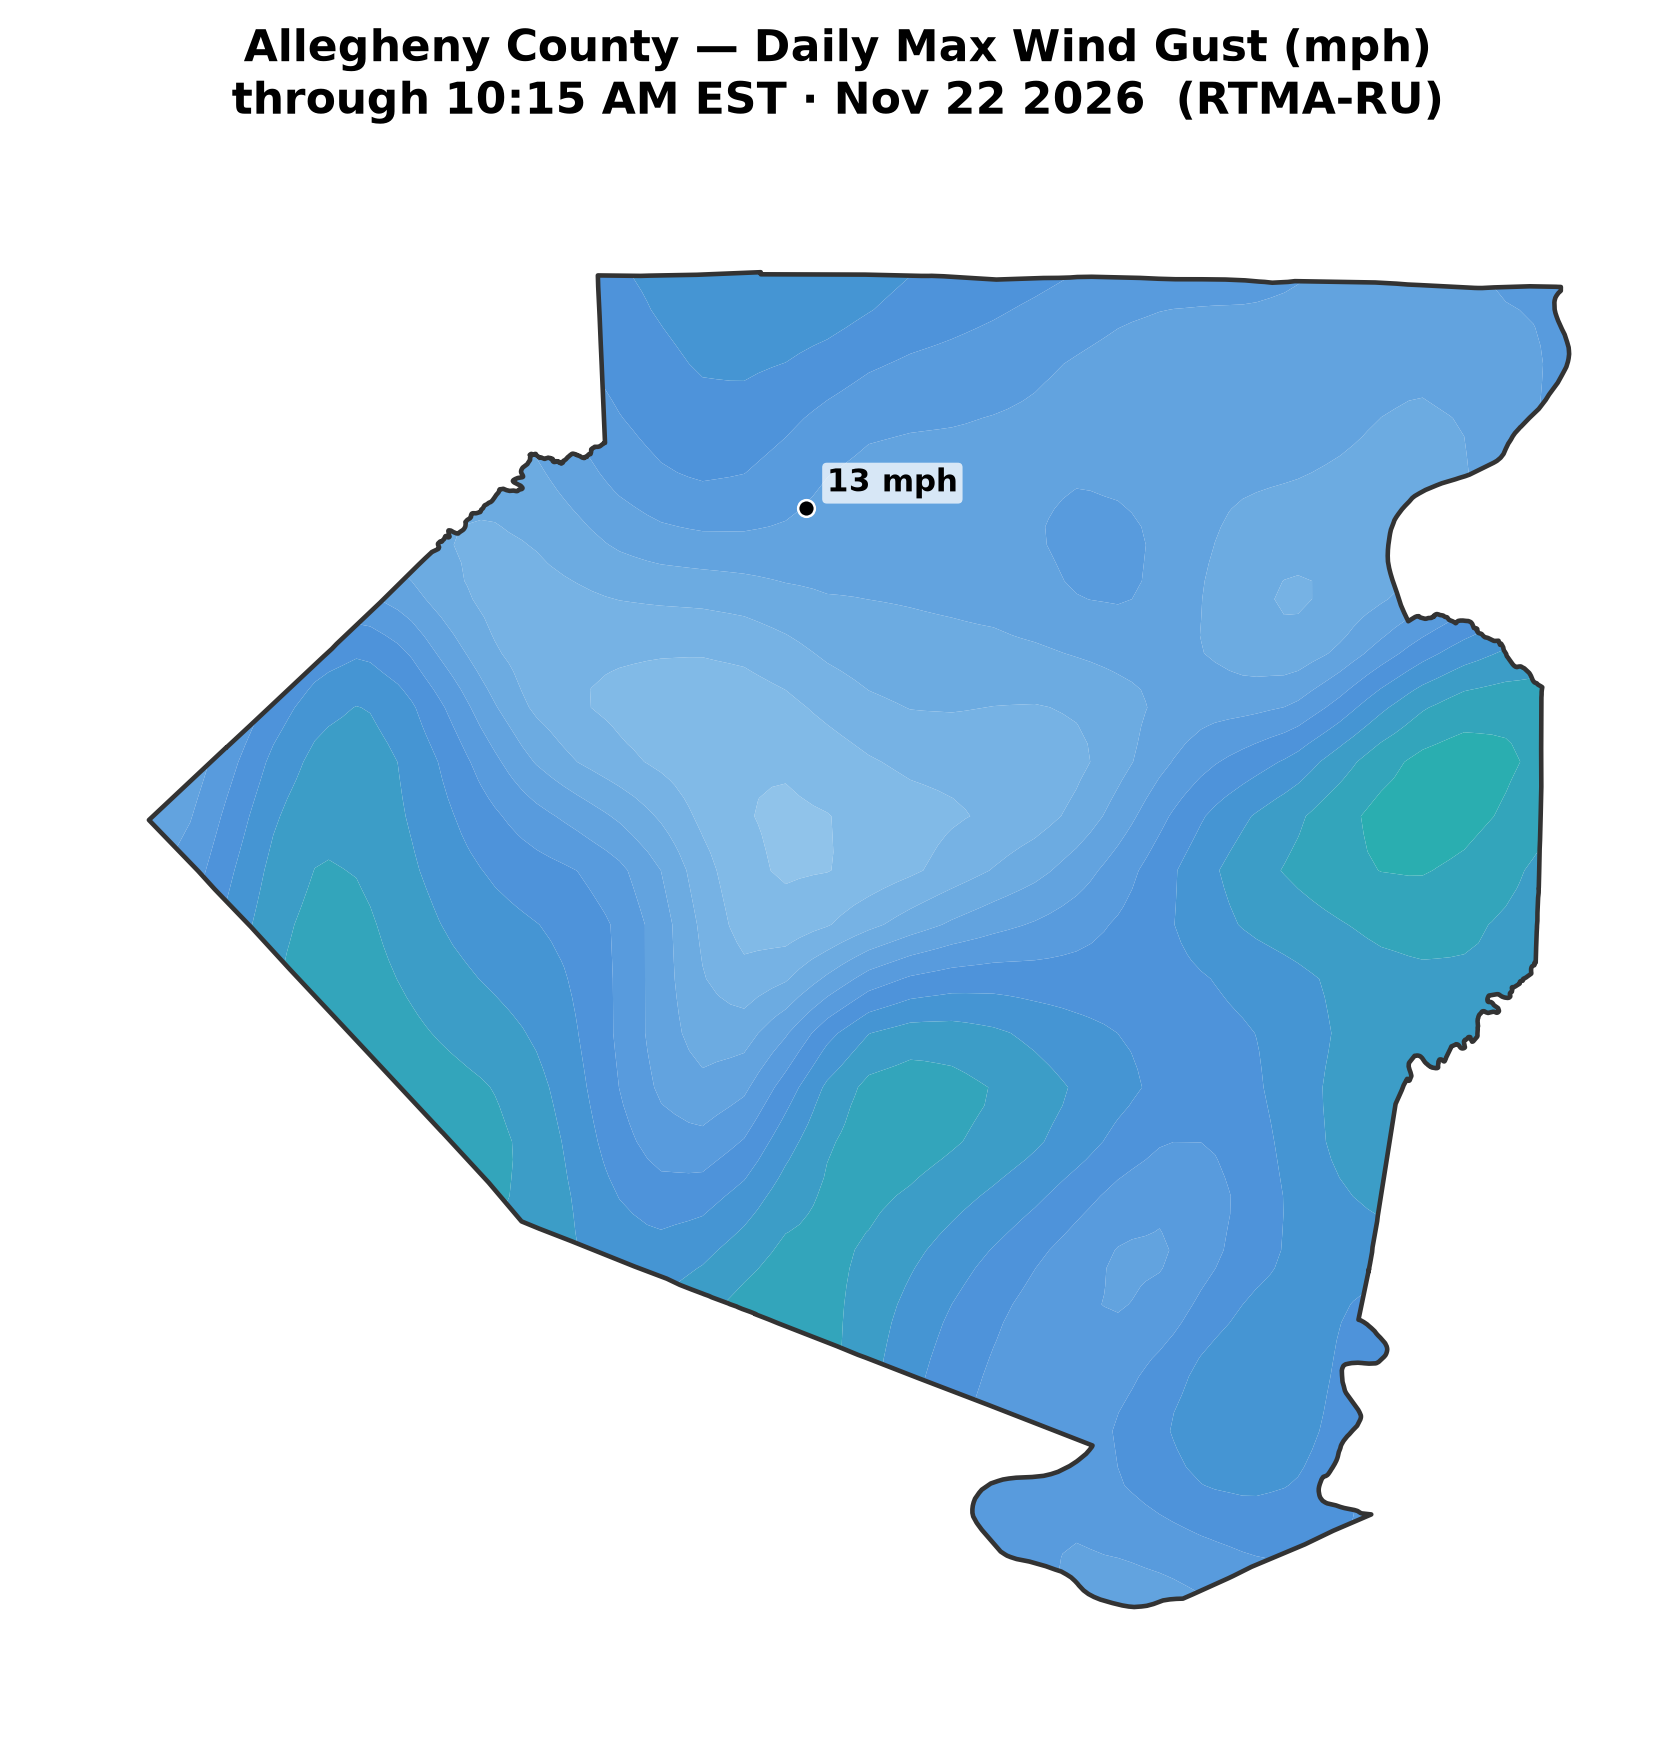 Allegheny County — Daily Max Wind Gust (mph)
through 10:15 AM EST · Nov 22 2026 (RTMA-RU)
13 mph